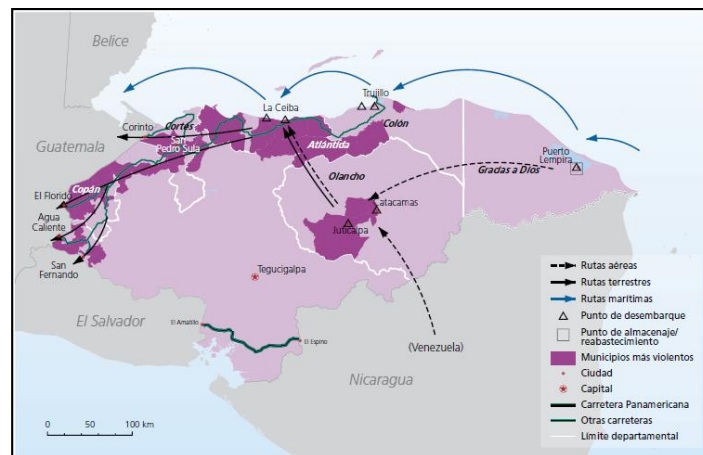 Belice
Guatemala
Corinto
Cortés
San
Pedro Sula
La Ceiba
Trujillo
Colón
Atlántida
Puerto
Lempira
Gradas a Dios
Olancho
Catacamas
Juticalpa
Copán
El Florido
Agua
Caliente
San
Fernando
Tegucigalpa
El Salvador
El Amatillo
El Espino
(Venezuela)
Nicaragua
0 50 100 km
Rutas aéreas
Rutas terrestres
Rutas marítimas
Punto de desembarque
Punto de almacenaje/
reabastecimiento
Municipios más violentos
Ciudad
Capital
Carretera Panamericana
Otras carreteras
Límite departamental